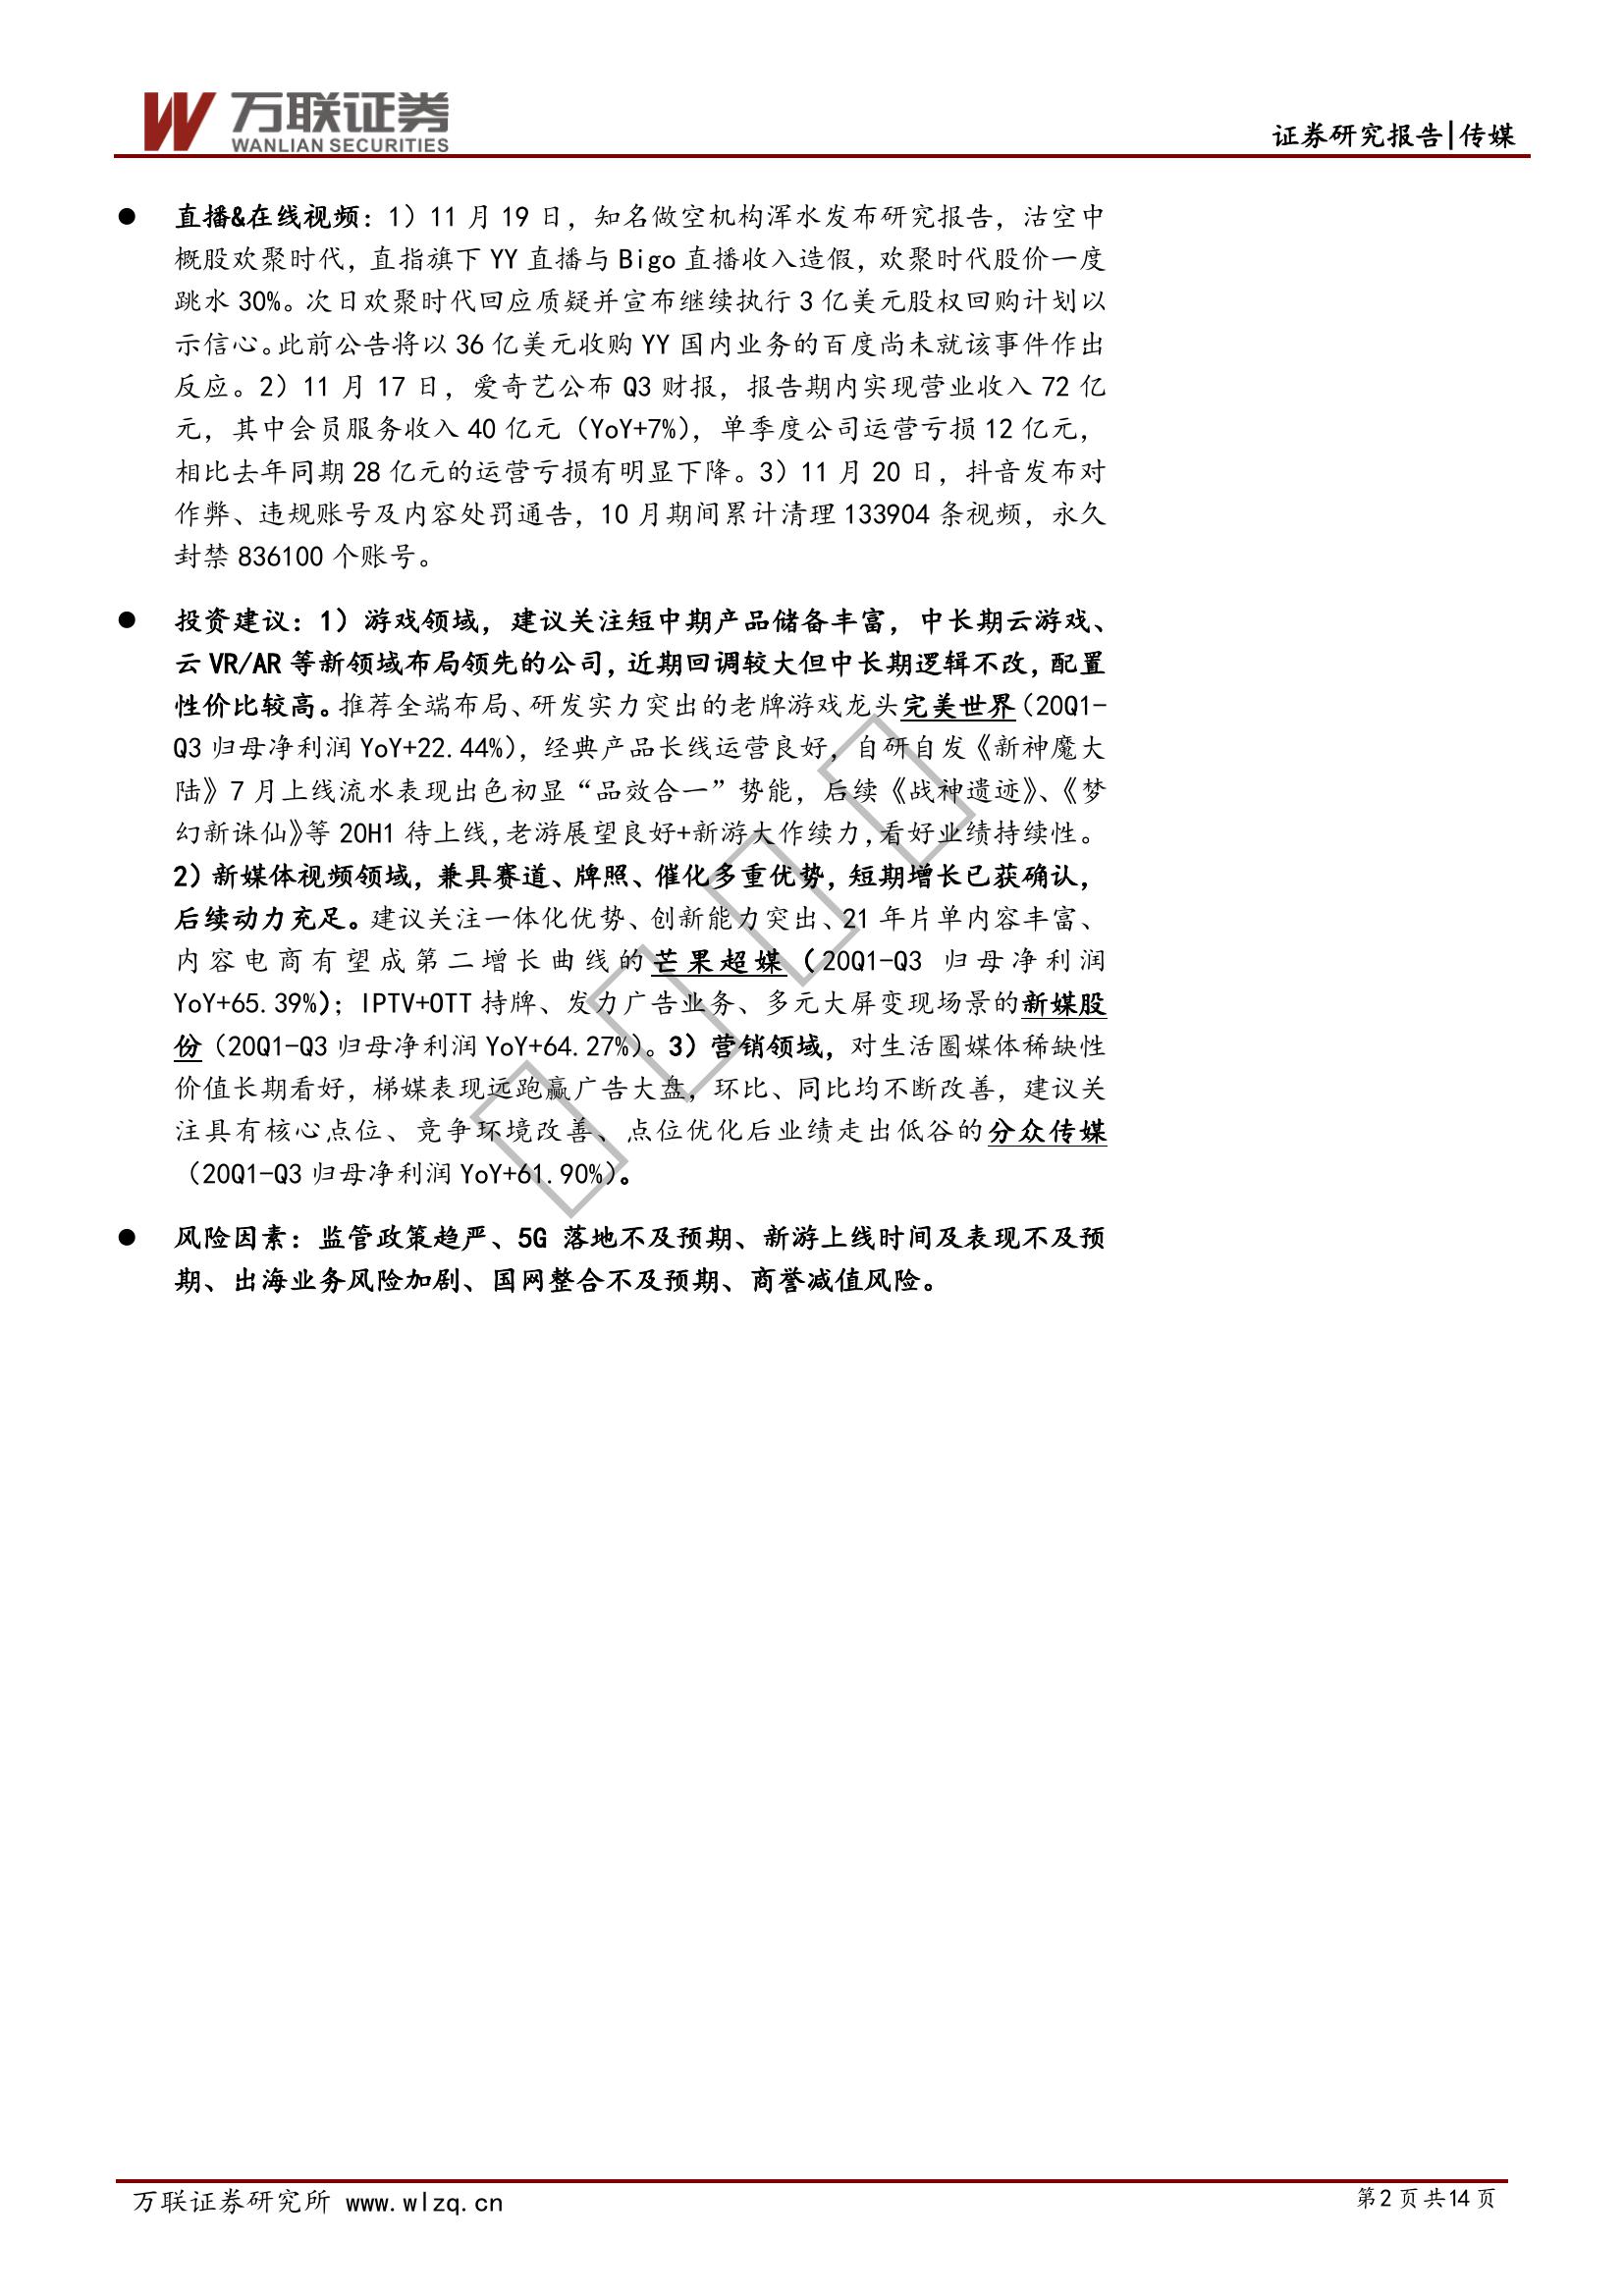 万联证券
WANLIAN SECURITIES
证券研究报告|传媒
● 直播&在线视频：1）11 月 19 日，知名做空机构浑水发布研究报告，沽空中
概股欢聚时代，直指旗下 YY 直播与 Bigo 直播收入造假，欢聚时代股价一度
跳水 30%。次日欢聚时代回应质疑并宣布继续执行 3 亿美元股权回购计划以
示信心。此前公告将以 36 亿美元收购 YY 国内业务的百度尚未就该事件作出
反应。2）11 月 17 日，爱奇艺公布 Q3 财报，报告期内实现营业收入 72 亿
元，其中会员服务收入 40 亿元（YoY+7%），单季度公司运营亏损 12 亿元，
相比去年同期 28 亿元的运营亏损有明显下降。3）11 月 20 日，抖音发布对
作弊、违规账号及内容处罚通告，10 月期间累计清理 133904 条视频，永久
封禁 836100 个账号。
● 投资建议：1）游戏领域，建议关注短中期产品储备丰富，中长期云游戏、
云 VR/AR 等新领域布局领先的公司，近期回调较大但中长期逻辑不改，配置
性价比较高。推荐全端布局、研发实力突出的老牌游戏龙头完美世界（20Q1-
Q3 归母净利润 YoY+22.44%），经典产品长线运营良好，自研自发《新神魔大
陆》7 月上线流水表现出色初显“品效合一”势能，后续《战神遗迹》、《梦
幻新诛仙》等 20H1 待上线，老游展望良好+新游大作续力，看好业绩持续性。
2）新媒体视频领域，兼具赛道、牌照、催化多重优势，短期增长已获确认，
后续动力充足。建议关注一体化优势、创新能力突出、21 年片单内容丰富、
内容电商有望成第二增长曲线的芒果超媒（20Q1-Q3 归母净利润
YoY+65.39%）；IPTV+OTT 持牌、发力广告业务、多元大屏变现场景的新媒股
份（20Q1-Q3 归母净利润 YoY+64.27%）。3）营销领域，对生活圈媒体稀缺性
价值长期看好，梯媒表现远跑赢广告大盘，环比、同比均不断改善，建议关
注具有核心点位、竞争环境改善、点位优化后业绩走出低谷的分众传媒
（20Q1-Q3 归母净利润 YoY+61.90%）。
● 风险因素：监管政策趋严、5G 落地不及预期、新游上线时间及表现不及预
期、出海业务风险加剧、国网整合不及预期、商誉减值风险。
万联证券研究所 www.wlzq.cn
第 2 页 共 14 页